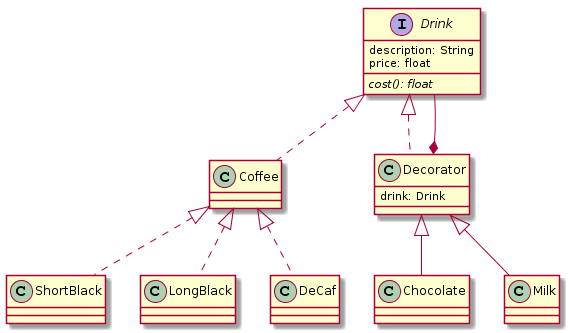 I Drink
description: String
price: float
cost(): float
C Coffee
C Decorator
drink: Drink
C ShortBlack
C LongBlack
C DeCaf
C Chocolate
C Milk